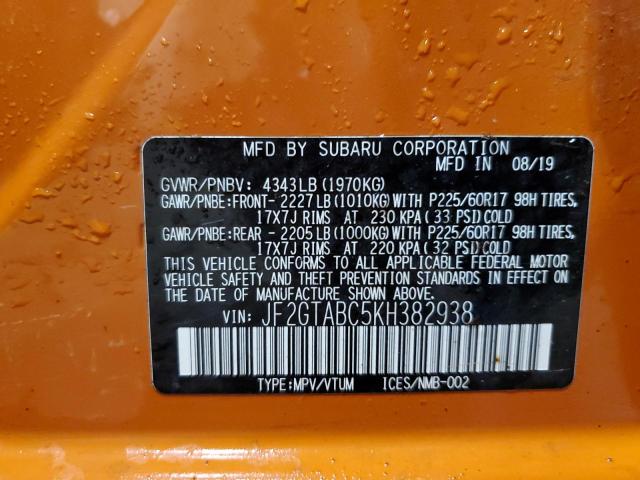 MFD BY SUBARU CORPORATION
MFD IN 08/19
GVWR/PNBV: 4343LB(1970KG)
GAWR/PNBE:FRONT- 2227LB(1010KG)WITH P225/60R17 98H TIRES,
17X7J RIMS AT 230 KPA(33 PSI)COLD
GAWR/PNBE:REAR - 2205LB(1000KG)WITH P225/60R17 98H TIRES,
17X7J RIMS AT 220 KPA(32 PSI)COLD
THIS VEHICLE CONFORMS TO ALL APPLICABLE FEDERAL MOTOR
VEHICLE SAFETY AND THEFT PREVENTION STANDARDS IN EFFECT ON
THE DATE OF MANUFACTURE SHOWN ABOVE.
VIN: JF2GTABC5KH382938
TYPE:MPV/VTUM ICES/NMB-002